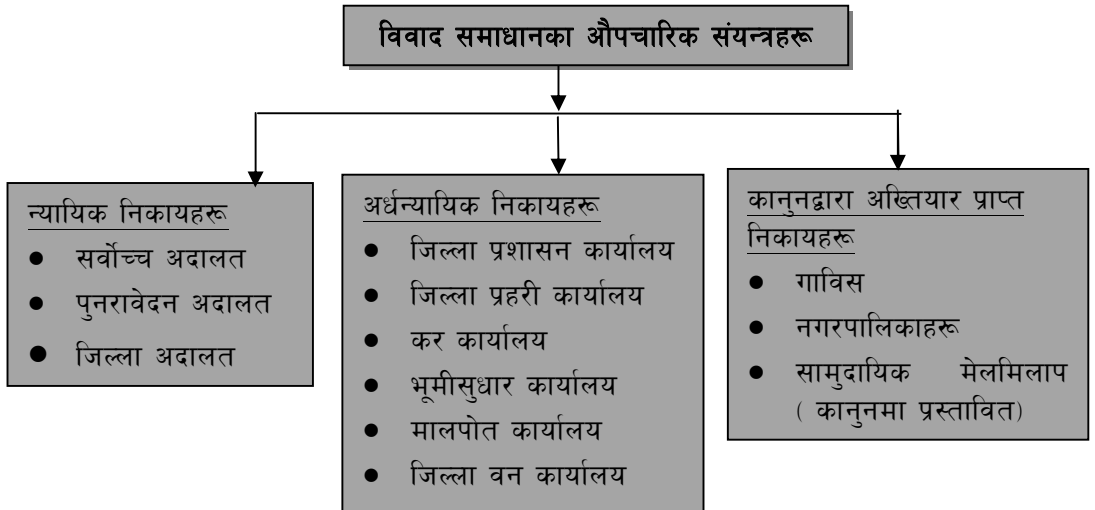 विवाद समाधानका औपचारिक संयन्त्रहरू
न्यायिक निकायहरू
● सर्वोच्च अदालत
● पुनरावेदन अदालत
● जिल्ला अदालत
अर्धन्यायिक निकायहरू
● जिल्ला प्रशासन कार्यालय
● जिल्ला प्रहरी कार्यालय
● कर कार्यालय
● भूमीसुधार कार्यालय
● मालपोत कार्यालय
● जिल्ला वन कार्यालय
कानुनद्वारा अख्तियार प्राप्त
निकायहरू
● गाविस
● नगरपालिकाहरू
● सामुदायिक मेलमिलाप
( कानुनमा प्रस्तावित)